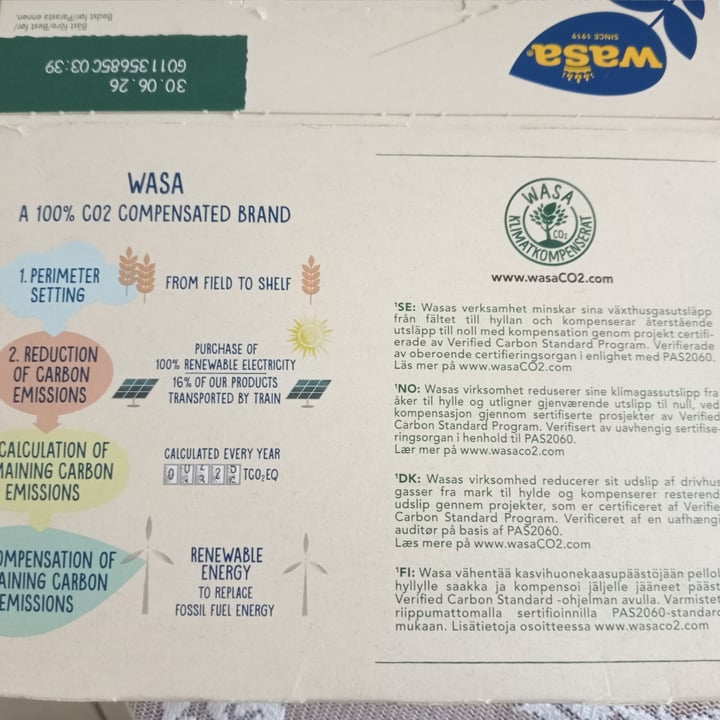 Bäst före/Best før/
Bedst før/Parasta ennen:
30.06.26
G011356985C 03:39
wasa
SINCE 1919
WASA
A 100% CO2 COMPENSATED BRAND
1. PERIMETER
SETTING
FROM FIELD TO SHELF
2. REDUCTION
OF CARBON
EMISSIONS
PURCHASE OF
100% RENEWABLE ELECTRICITY
16% OF OUR PRODUCTS
TRANSPORTED BY TRAIN
CALCULATION OF
CARBON
EMISSIONS
CALCULATED EVERY YEAR
TCO₂EQ
OF
CARBON
EMISSIONS
RENEWABLE
ENERGY
TO REPLACE
FOSSIL FUEL ENERGY
WASA
KLIMATKOMPENSERAT
CO₂
www.wasaCO2.com
¹SE: Wasas verksamhet minskar sina växthusgasutsläpp
från fältet till hyllan och kompenserar återstående
utsläpp till noll med kompensation genom projekt certifi-
erade av Verified Carbon Standard Program. Verifierade
av oberoende certifieringsorgan i enlighet med PAS2060.
Läs mer på www.wasaCO2.com
¹NO: Wasas virksomhet reduserer sine klimagassutslipp fra
åker til hylle og utligner gjenværende utslipp til null, ved
kompensasjon gjennom sertifiserte prosjekter av Verified
Carbon Standard Program. Verifisert av uavhengig sertifise-
ringsorgan i henhold til PAS2060.
Lær mer på www.wasaco2.com
¹DK: Wasas virksomhed reducerer sit udslip af drivhus
gasser fra mark til hylde og kompenserer
udslip gennem projekter, som er certificeret af
Carbon Standard Program. Verificeret af en
auditør på basis af PAS2060.
Læs mere på www.wasaCO2.com
¹FI: Wasa vähentää kasvihuonekaasupäästöjään
hyllylle saakka ja kompensoi jäljelle jääneet
Verified Carbon Standard -ohjelman avulla.
riippumattomalla sertifioinnilla
mukaan. Lisätietoja osoitteessa www.wasaco2.com